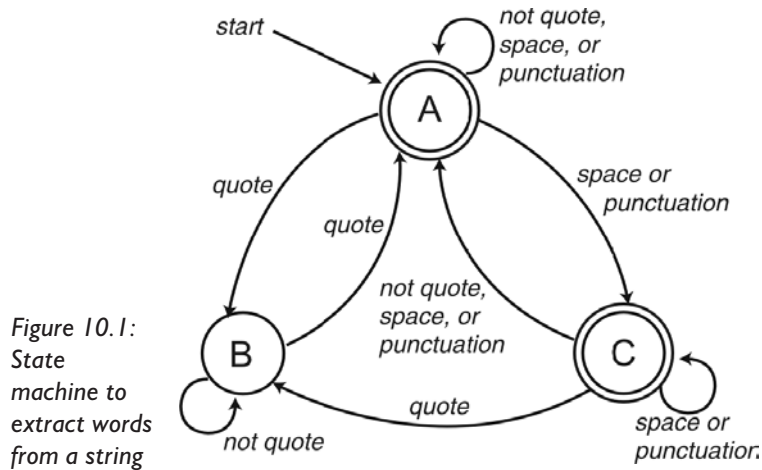 start
not quote,
space, or
punctuation
A
quote
space or
punctuation
quote
not quote,
space, or
punctuation
Figure 10.1:
State
machine to
extract words
from a string
B
C
quote
not quote
space or
punctuation.